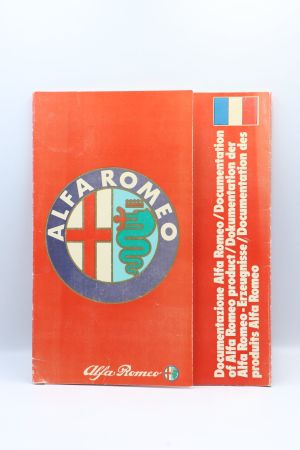 ALFA ROMEO
Alfa Romeo
Documentazione Alfa Romeo/Documentation
of Alfa Romeo product/Dokumentation der
Alfa Romeo-Erzeugnisse/Documentation des
produits Alfa Romeo